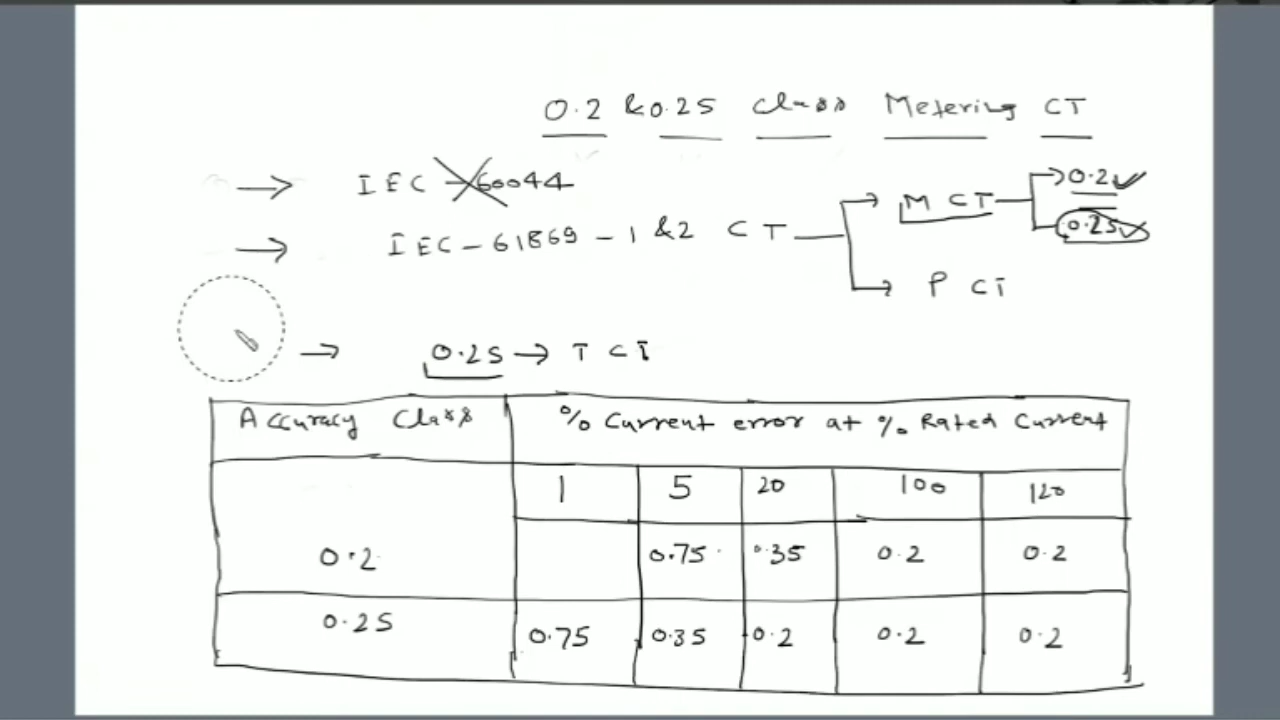 0.2 & 0.2S Class Metering CT
→ IEC - 60044
→ IEC - 61869 - 1 & 2 CT
M CT
0.2 ✓
0.2S ✓
P CT
→ 0.2S → T CT
Accuracy Class % Current error at % Rated Current
1 5 20 100 120
0.2 0.75 0.35 0.2 0.2
0.2S 0.75 0.35 0.2 0.2 0.2